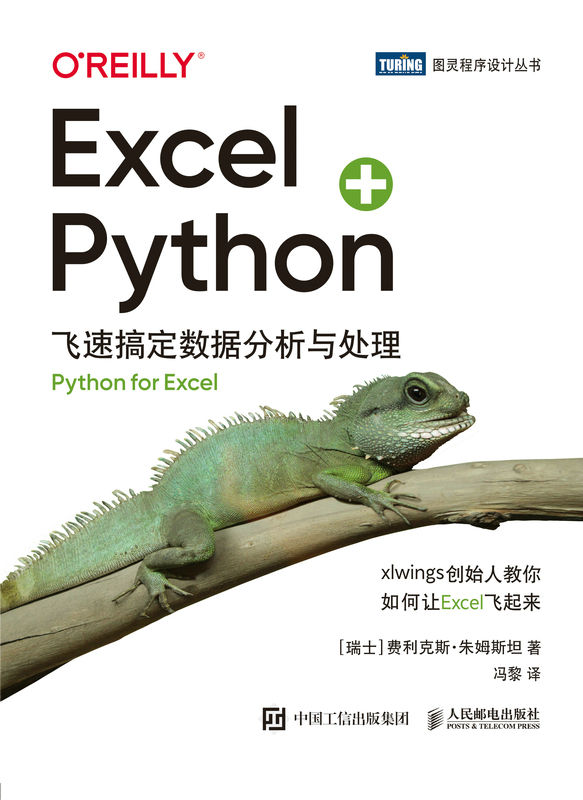 O'REILLY®
TURING 图灵程序设计丛书
Excel
+
Python
飞速搞定数据分析与处理
Python for Excel
xlwings创始人教你
如何让Excel飞起来
[瑞士]费利克斯·朱姆斯坦 著
冯黎 译
中国工信出版集团
人民邮电出版社
POSTS & TELECOM PRESS